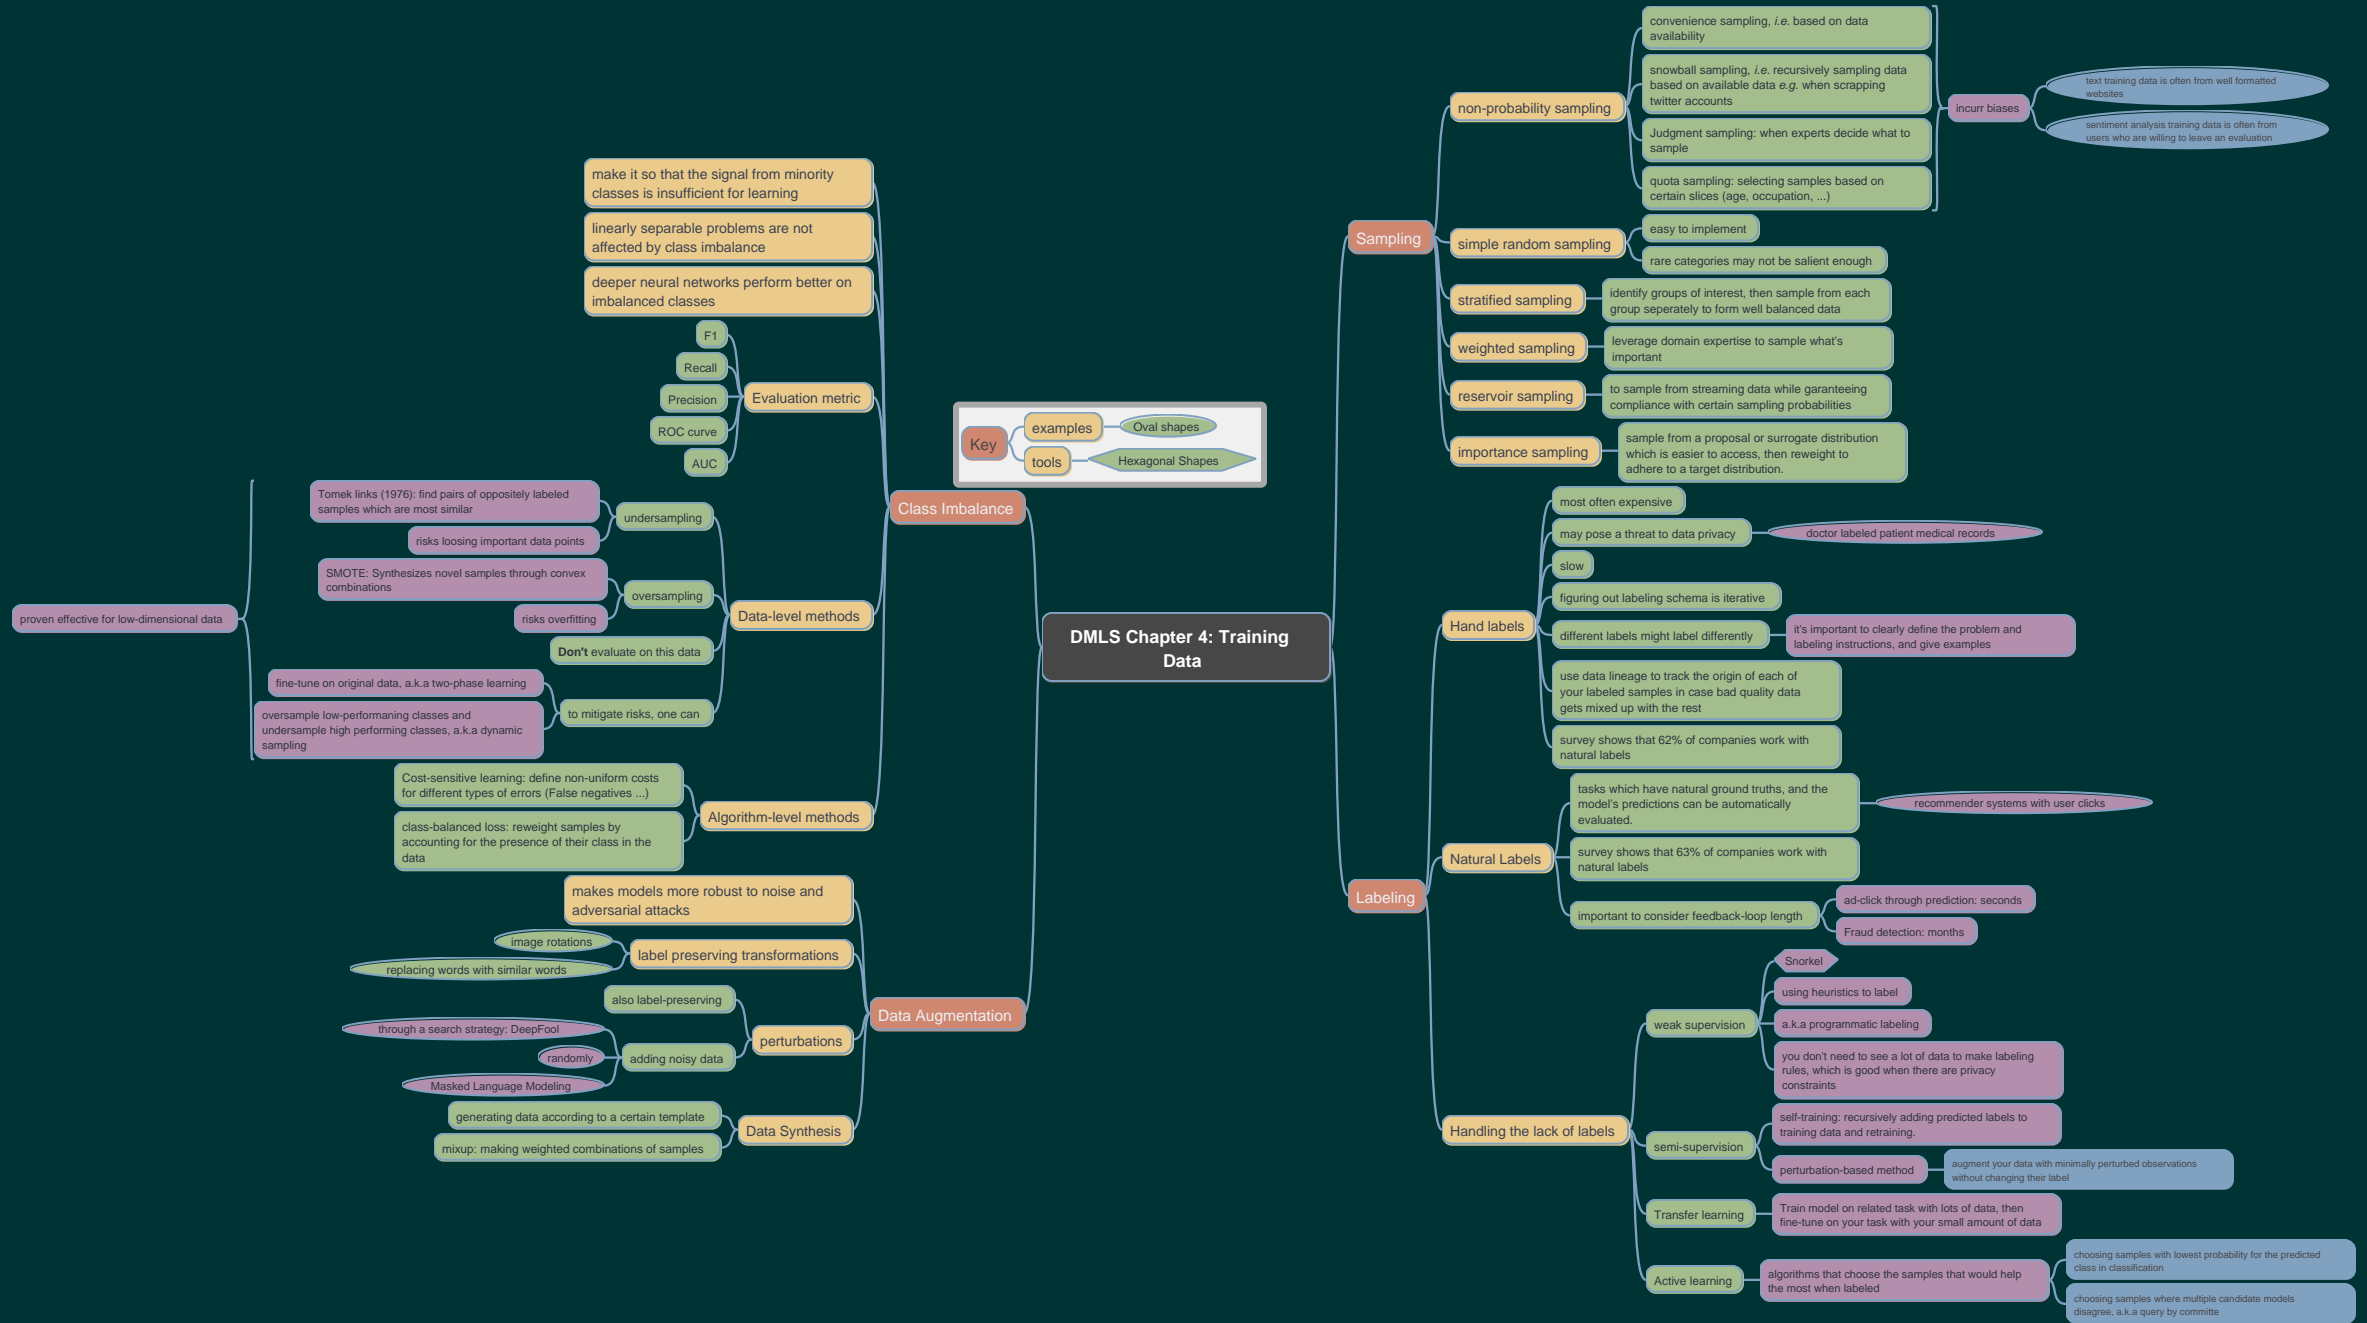 DMLS Chapter 4: Training
Data
Key
examples
Oval shapes
tools
Hexagonal Shapes
Sampling
non-probability sampling
convenience sampling, i.e. based on data
availability
snowball sampling, i.e. recursively sampling data
based on available data e.g. when scrapping
twitter accounts
Judgment sampling: when experts decide what to
sample
quota sampling: selecting samples based on
certain slices (age, occupation, ...)
incurr biases
text training data is often from well formatted
websites
sentiment analysis training data is often from
users who are willing to leave an evaluation
simple random sampling
easy to implement
rare categories may not be salient enough
stratified sampling
identify groups of interest, then sample from each
group seperately to form well balanced data
weighted sampling
leverage domain expertise to sample what's
important
reservoir sampling
to sample from streaming data while garanteeing
compliance with certain sampling probabilities
importance sampling
sample from a proposal or surrogate distribution
which is easier to access, then reweight to
adhere to a target distribution.
Labeling
Hand labels
most often expensive
may pose a threat to data privacy
doctor labeled patient medical records
slow
figuring out labeling schema is iterative
different labels might label differently
it's important to clearly define the problem and
labeling instructions, and give examples
use data lineage to track the origin of each of
your labeled samples in case bad quality data
gets mixed up with the rest
survey shows that 62% of companies work with
natural labels
Natural Labels
tasks which have natural ground truths, and the
model's predictions can be automatically
evaluated.
recommender systems with user clicks
survey shows that 63% of companies work with
natural labels
important to consider feedback-loop length
ad-click through prediction: seconds
Fraud detection: months
Handling the lack of labels
weak supervision
Snorkel
using heuristics to label
a.k.a programmatic labeling
you don't need to see a lot of data to make labeling
rules, which is good when there are privacy
constraints
semi-supervision
self-training: recursively adding predicted labels to
training data and retraining.
perturbation-based method
augment your data with minimally perturbed observations
without changing their label
Transfer learning
Train model on related task with lots of data, then
fine-tune on your task with your small amount of data
Active learning
algorithms that choose the samples that would help
the most when labeled
choosing samples with lowest probability for the predicted
class in classification
choosing samples where multiple candidate models
disagree, a.k.a query by committe
Class Imbalance
make it so that the signal from minority
classes is insufficient for learning
linearly separable problems are not
affected by class imbalance
deeper neural networks perform better on
imbalanced classes
Evaluation metric
F1
Recall
Precision
ROC curve
AUC
Data-level methods
undersampling
Tomek links (1976): find pairs of oppositely labeled
samples which are most similar
risks loosing important data points
oversampling
SMOTE: Synthesizes novel samples through convex
combinations
risks overfitting
Don't evaluate on this data
to mitigate risks, one can
fine-tune on original data, a.k.a two-phase learning
oversample low-performaning classes and
undersample high performing classes, a.k.a dynamic
sampling
proven effective for low-dimensional data
Algorithm-level methods
Cost-sensitive learning: define non-uniform costs
for different types of errors (False negatives ...)
class-balanced loss: reweight samples by
accounting for the presence of their class in the
data
Data Augmentation
makes models more robust to noise and
adversarial attacks
label preserving transformations
image rotations
replacing words with similar words
perturbations
also label-preserving
adding noisy data
through a search strategy: DeepFool
randomly
Masked Language Modeling
Data Synthesis
generating data according to a certain template
mixup: making weighted combinations of samples